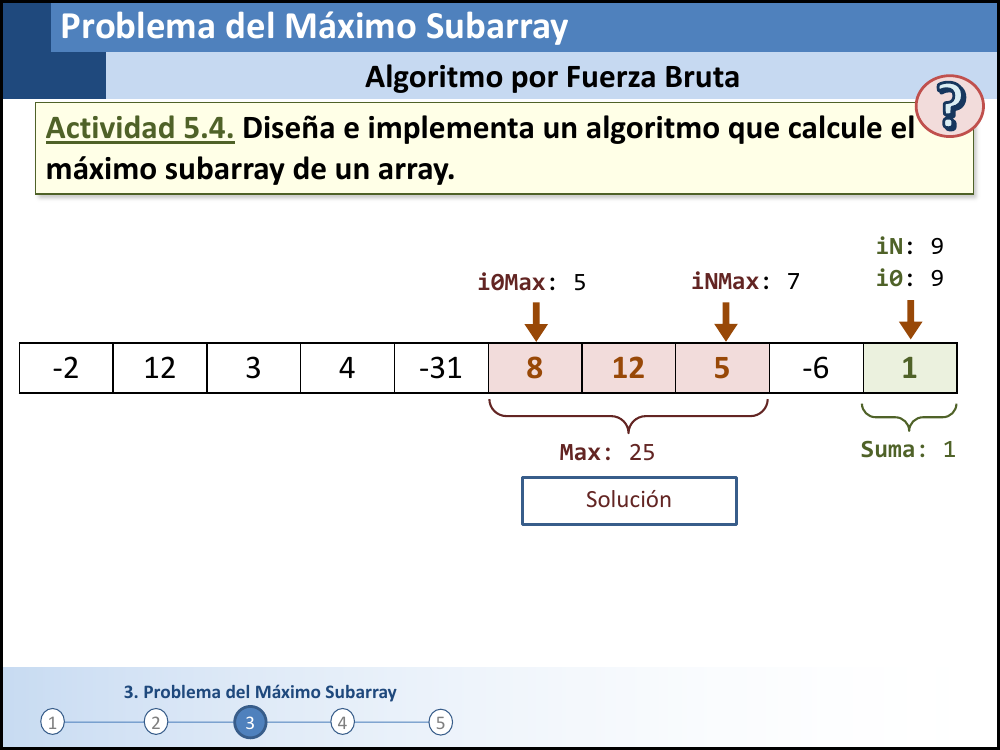 Problema del Máximo Subarray
Algoritmo por Fuerza Bruta
?
Actividad 5.4. Diseña e implementa un algoritmo que calcule el
máximo subarray de un array.
iN: 9
i0Max: 5 iNMax: 7 i0: 9
-2 12 3 4 -31 8 12 5 -6 1
Max: 25 Suma: 1
Solución
3. Problema del Máximo Subarray
1 2 3 4 5